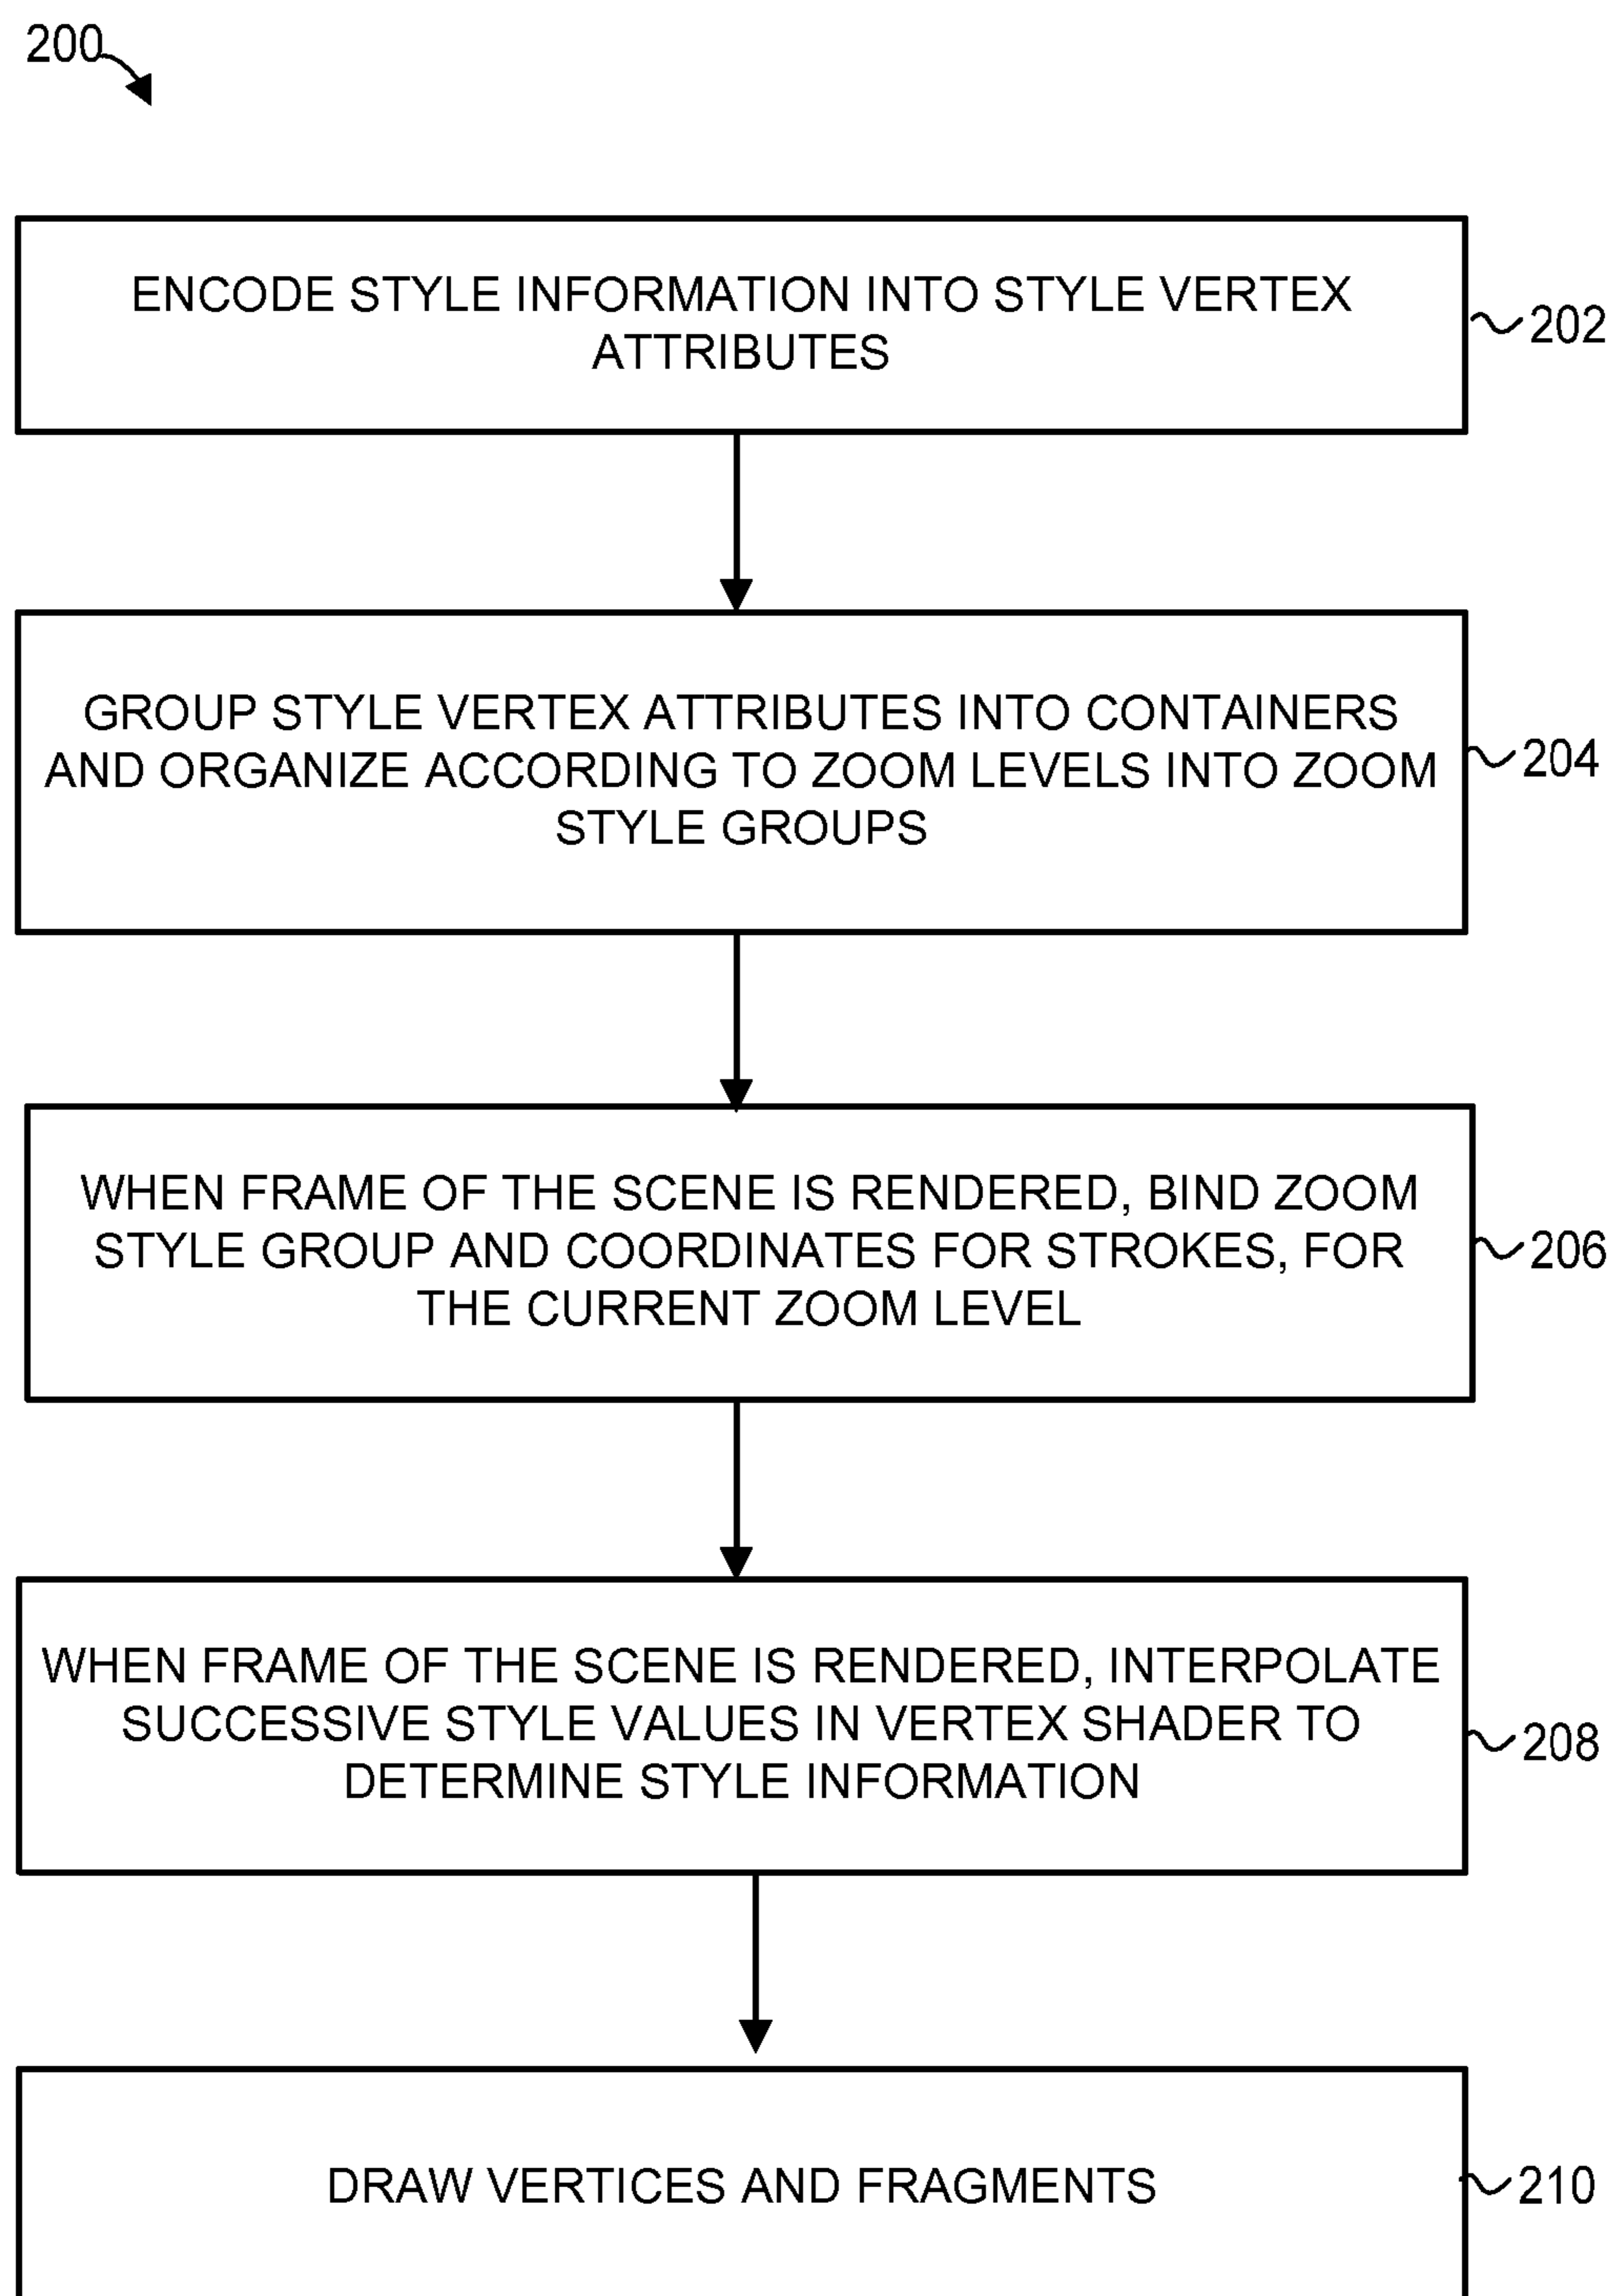 200
ENCODE STYLE INFORMATION INTO STYLE VERTEX
ATTRIBUTES
202
GROUP STYLE VERTEX ATTRIBUTES INTO CONTAINERS
AND ORGANIZE ACCORDING TO ZOOM LEVELS INTO ZOOM
STYLE GROUPS
204
WHEN FRAME OF THE SCENE IS RENDERED, BIND ZOOM
STYLE GROUP AND COORDINATES FOR STROKES, FOR
THE CURRENT ZOOM LEVEL
206
WHEN FRAME OF THE SCENE IS RENDERED, INTERPOLATE
SUCCESSIVE STYLE VALUES IN VERTEX SHADER TO
DETERMINE STYLE INFORMATION
208
DRAW VERTICES AND FRAGMENTS
210